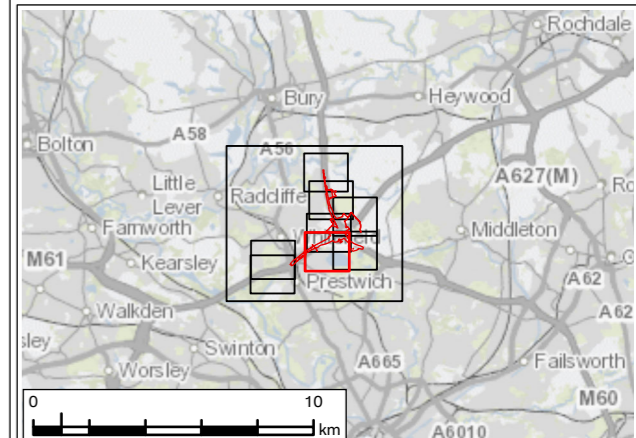 Rochdale
Bury
Heywood
Bolton
A58
A56
A627(M)
Little
Lever
Radcliffe
Farnworth
Middleton
M61
Kearsley
A62
Prestwich
Walkden
A62
Swinton
A665
Failsworth
Worsley
M60
A6010
0
10
km